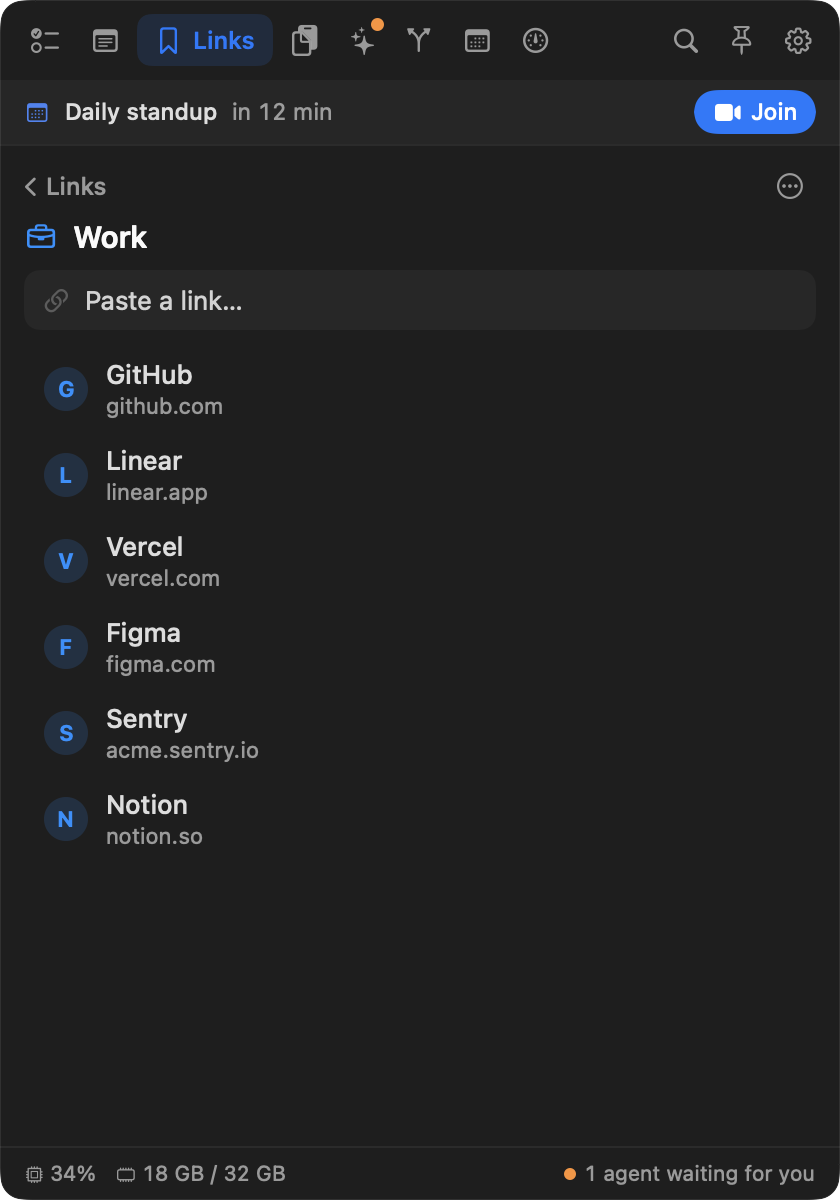 Links
Daily standup in 12 min
Join
Links
Work
Paste a link...
G
GitHub
github.com
L
Linear
linear.app
V
Vercel
vercel.com
F
Figma
figma.com
S
Sentry
acme.sentry.io
N
Notion
notion.so
34% 18 GB / 32 GB
1 agent waiting for you